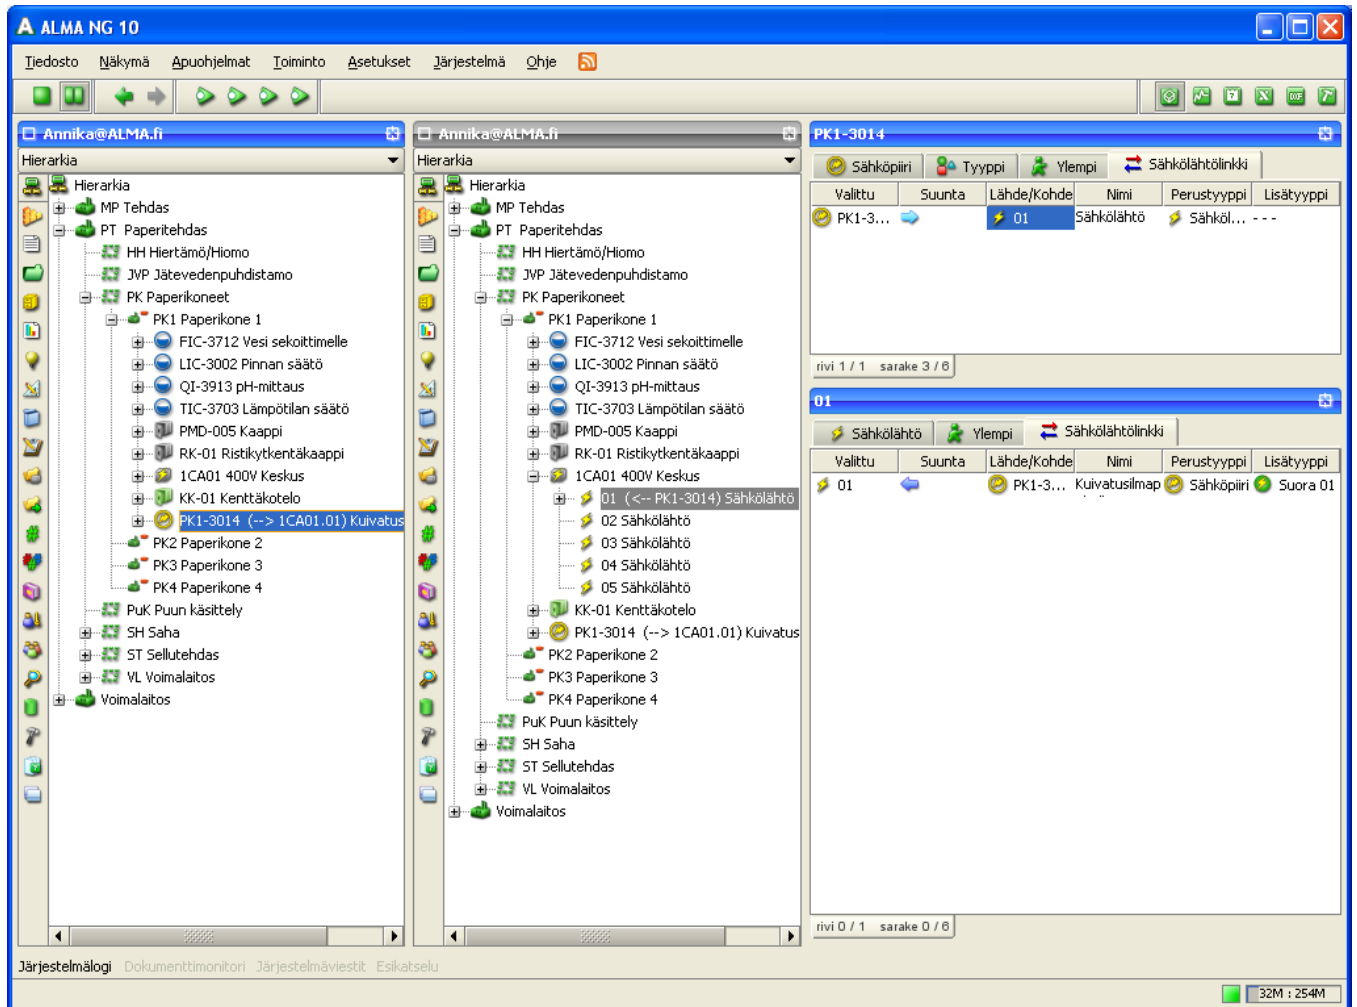 ALMA NG 10
Tiedosto Näkymä Apuohjelmat Toiminto Asetukset Järjestelmä Ohje
Annika@ALMA.fi
Hierarkia
Hierarkia
MP Tehdas
PT Paperitehdas
HH Hiertämö/Hiomo
JVP Jätevedenpuhdistamo
PK Paperikoneet
PK1 Paperikone 1
FIC-3712 Vesi sekoittimelle
LIC-3002 Pinnan säätö
QI-3913 pH-mittaus
TIC-3703 Lämpötilan säätö
PMD-005 Kaappi
RK-01 Ristikytkentäkaappi
1CA01 400V Keskus
KK-01 Kenttäkotelo
PK1-3014 (--> 1CA01.01) Kuivatus
PK2 Paperikone 2
PK3 Paperikone 3
PK4 Paperikone 4
PuK Puun käsittely
SH Saha
ST Sellutehdas
VL Voimalaitos
Voimalaitos
Annika@ALMA.fi
Hierarkia
Hierarkia
MP Tehdas
PT Paperitehdas
HH Hiertämö/Hiomo
JVP Jätevedenpuhdistamo
PK Paperikoneet
PK1 Paperikone 1
FIC-3712 Vesi sekoittimelle
LIC-3002 Pinnan säätö
QI-3913 pH-mittaus
TIC-3703 Lämpötilan säätö
PMD-005 Kaappi
RK-01 Ristikytkentäkaappi
1CA01 400V Keskus
01 (<-- PK1-3014) Sähkölähtö
02 Sähkölähtö
03 Sähkölähtö
04 Sähkölähtö
05 Sähkölähtö
KK-01 Kenttäkotelo
PK1-3014 (--> 1CA01.01) Kuivatus
PK2 Paperikone 2
PK3 Paperikone 3
PK4 Paperikone 4
PuK Puun käsittely
SH Saha
ST Sellutehdas
VL Voimalaitos
Voimalaitos
PK1-3014
Sähköpiiri Tyyppi Ylempi Sähkölähtölinkki
Valittu Suunta Lähde/Kohde Nimi Perustyyppi Lisätyyppi
PK1-3... 01 Sähkölähtö Sähköl... ---
rivi 1 / 1 sarake 3 / 6
01
Sähkölähtö Ylempi Sähkölähtölinkki
Valittu Suunta Lähde/Kohde Nimi Perustyyppi Lisätyyppi
01 PK1-3... Kuivatusilmap Sähköpiiri Suora 01
rivi 0 / 1 sarake 0 / 6
Järjestelmälogi Dokumenttimonitori Järjestelmäviestit Esikatselu
32M : 254M